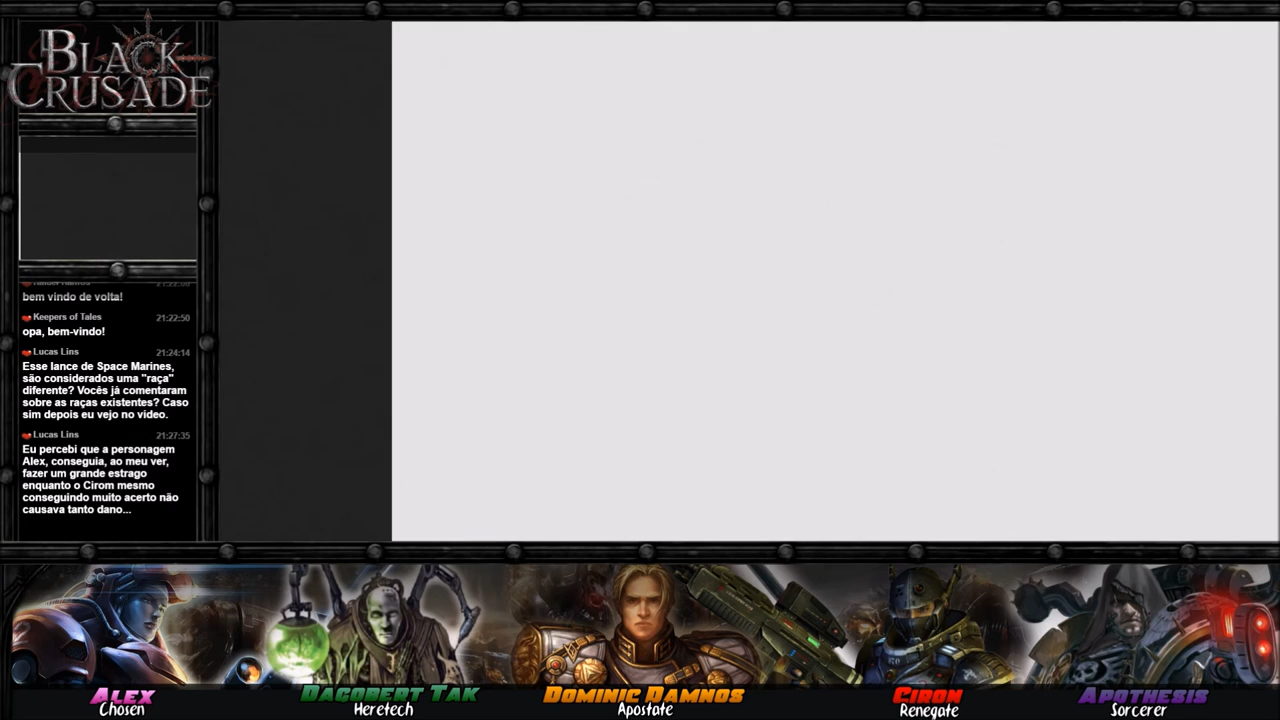 BLACK
CRUSADE
bem vindo de volta!
Keepers of Tales 21:22:50
opa, bem-vindo!
Lucas Lins 21:24:14
Esse lance de Space Marines,
são considerados uma "raça"
diferente? Vocês já comentaram
sobre as raças existentes? Caso
sim depois eu vejo no vídeo.
Lucas Lins 21:27:35
Eu percebi que a personagem
Alex, conseguia, ao meu ver,
fazer um grande estrago
enquanto o Cirom mesmo
conseguindo muito acerto não
causava tanto dano...
ALEX
Chosen
DAGOBERT TAK
Heretech
DOMINIC DAMNOS
Apostate
CIRON
Renegate
APOTHESIS
Sorcerer